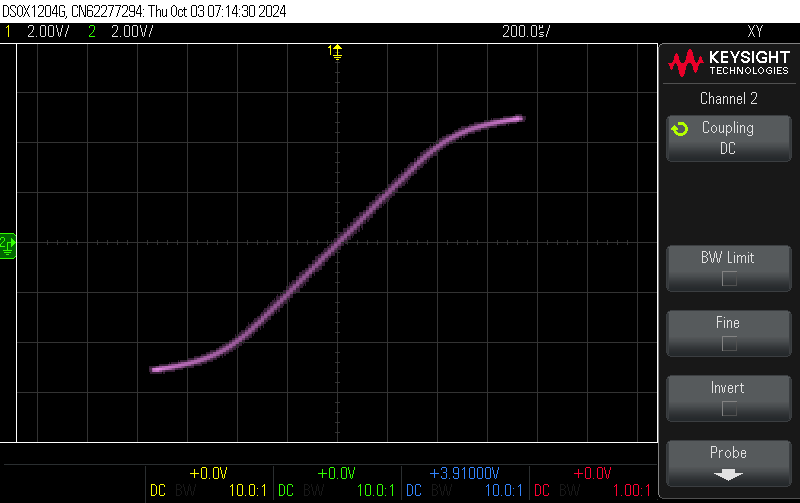 DSOX1204G, CN62277294: Thu Oct 03 07:14:30 2024
1 2.00V/ 2 2.00V/ 200.0s/ XY
1
KEYSIGHT
TECHNOLOGIES
Channel 2
Coupling
DC
2
BW Limit
Fine
Invert
Probe
+0.0V +0.0V +3.91000V +0.0V
DC BW 10.0:1 DC BW 10.0:1 DC BW 10.0:1 DC BW 1.00:1